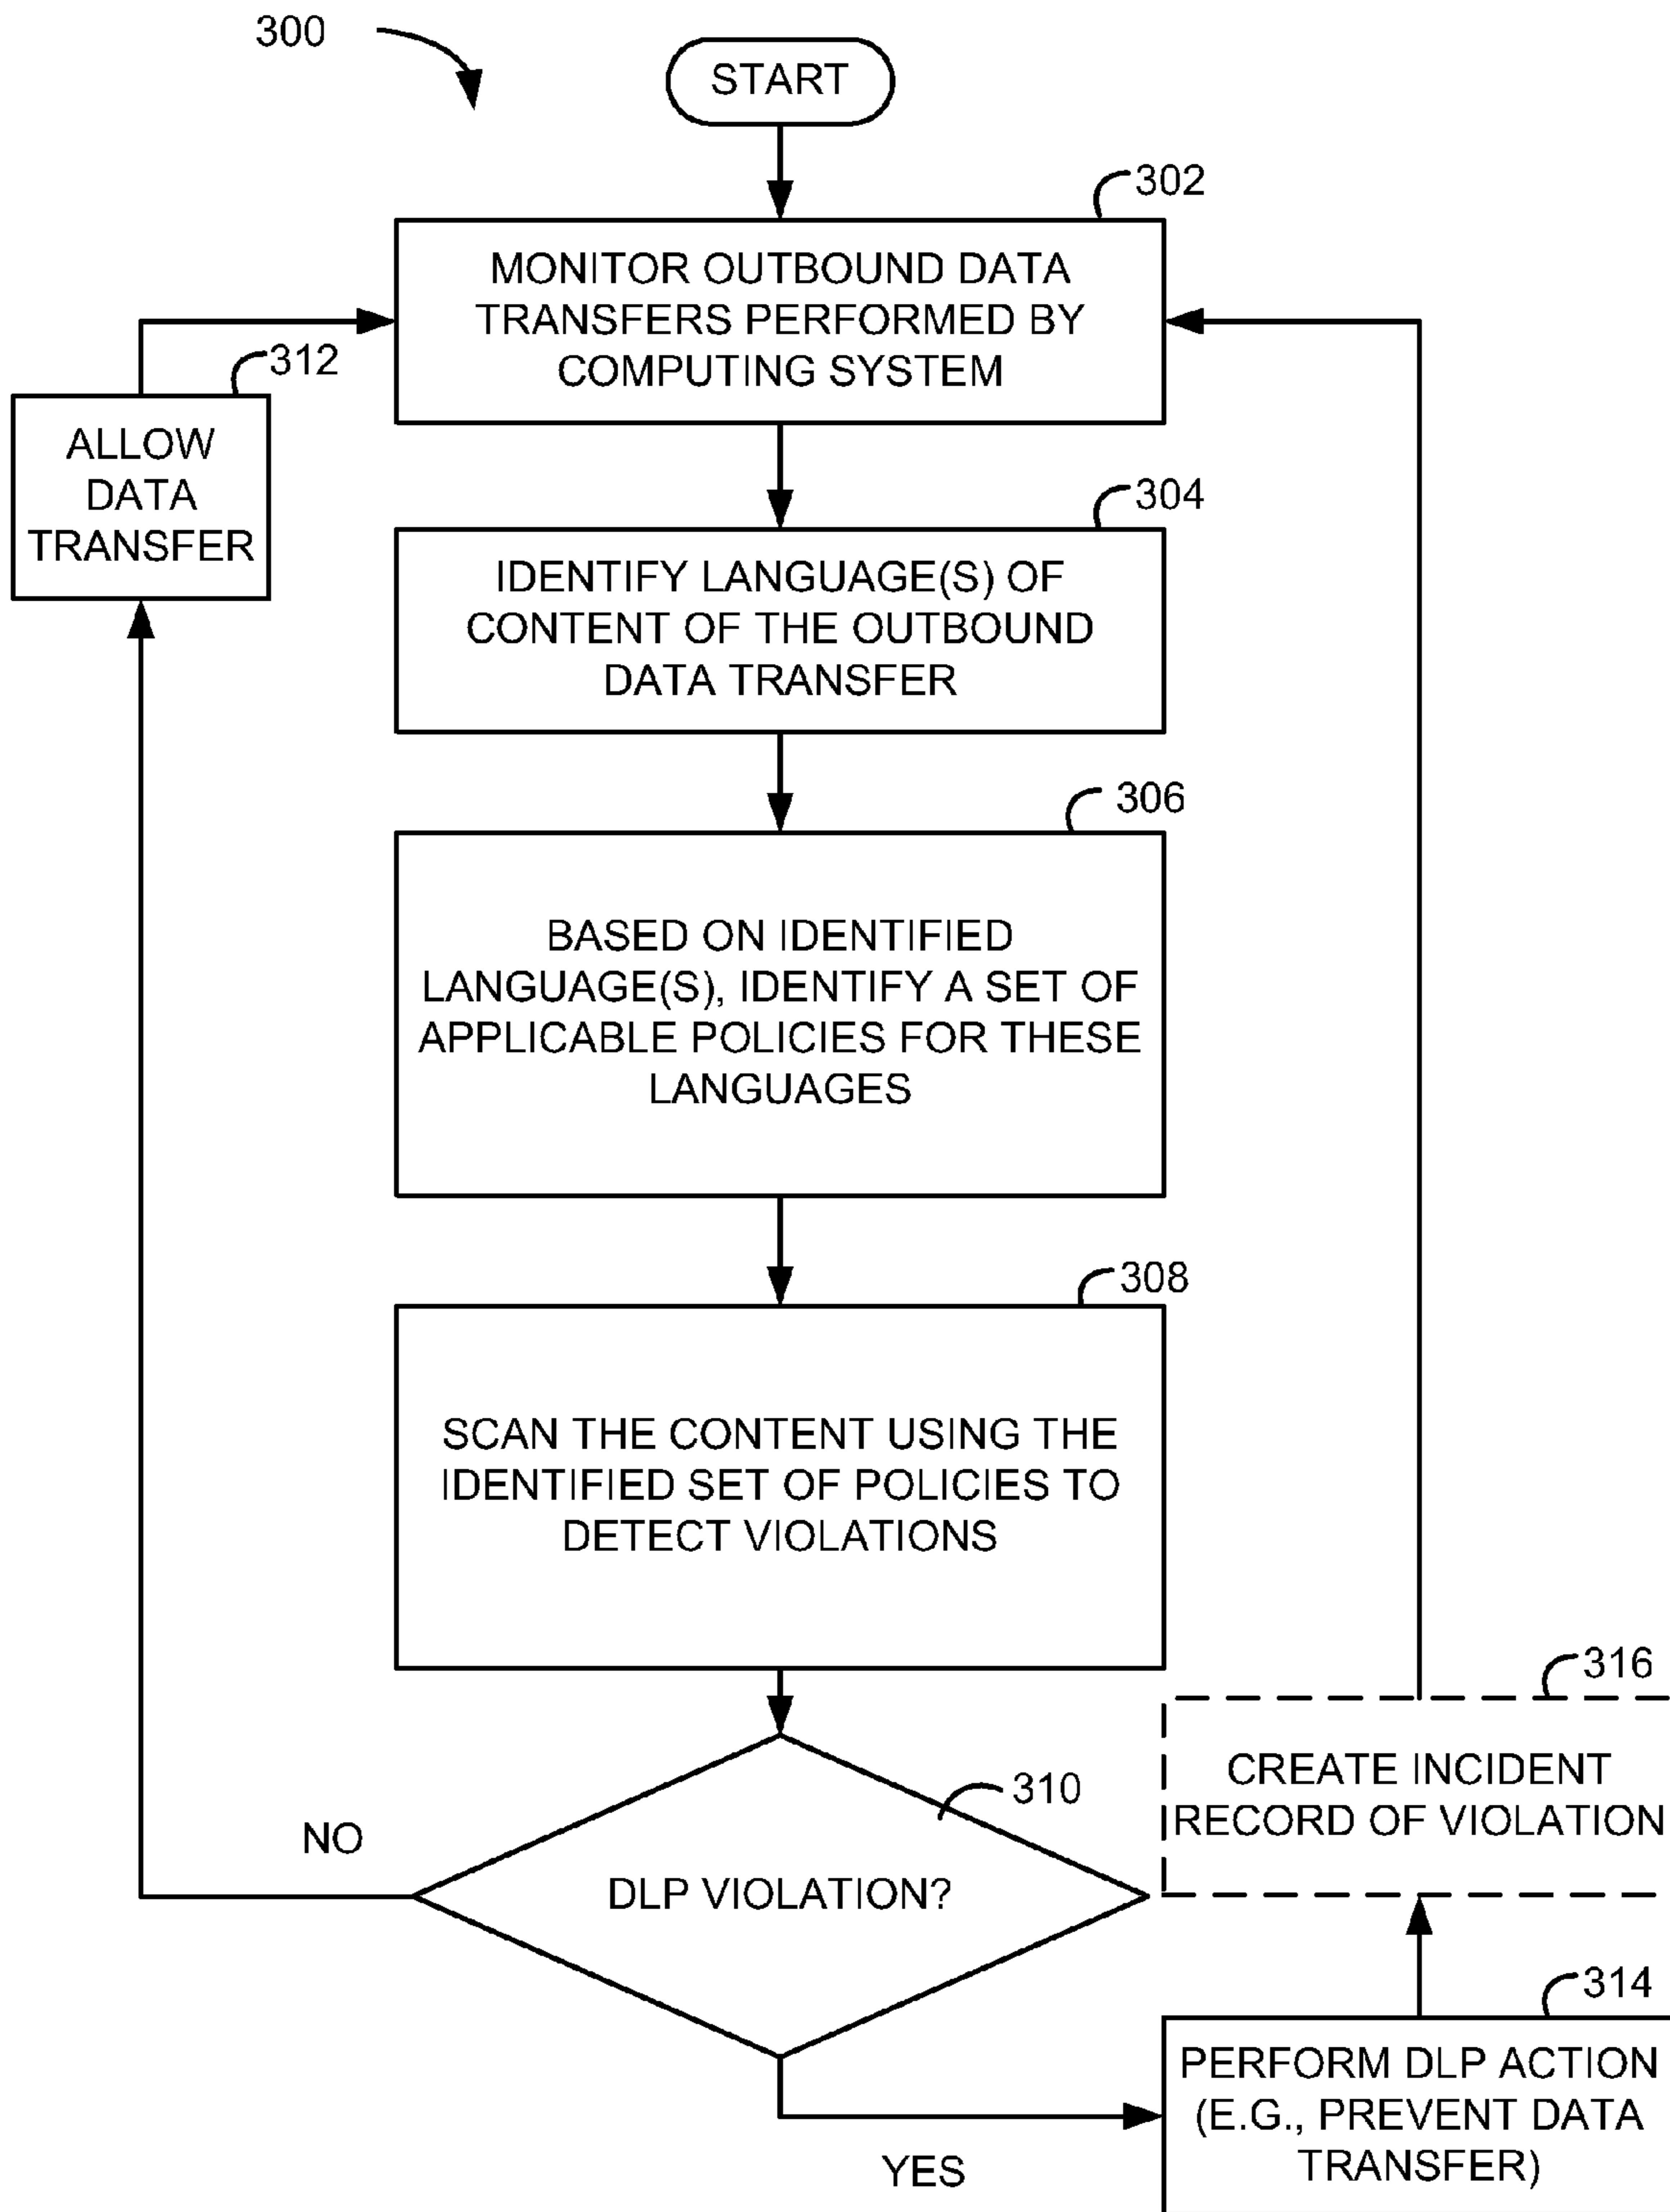 300
START
302
MONITOR OUTBOUND DATA
TRANSFERS PERFORMED BY
COMPUTING SYSTEM
312
ALLOW
DATA
TRANSFER
304
IDENTIFY LANGUAGE(S) OF
CONTENT OF THE OUTBOUND
DATA TRANSFER
306
BASED ON IDENTIFIED
LANGUAGE(S), IDENTIFY A SET OF
APPLICABLE POLICIES FOR THESE
LANGUAGES
308
SCAN THE CONTENT USING THE
IDENTIFIED SET OF POLICIES TO
DETECT VIOLATIONS
316
CREATE INCIDENT
RECORD OF VIOLATION
310
NO
DLP VIOLATION?
314
PERFORM DLP ACTION
(E.G., PREVENT DATA
TRANSFER)
YES